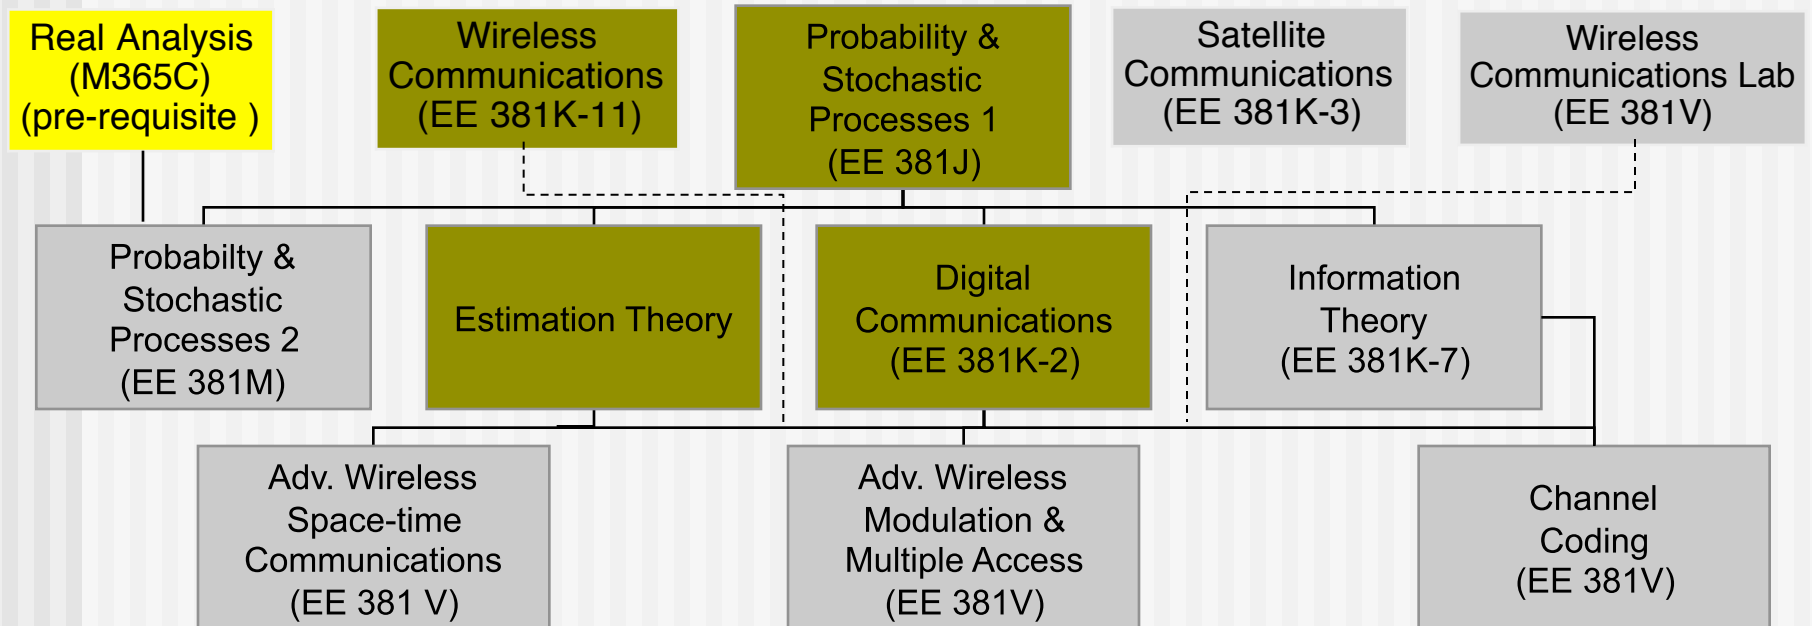 Real Analysis
(M365C)
(pre-requisite )
Wireless
Communications
(EE 381K-11)
Probability &
Stochastic
Processes 1
(EE 381J)
Satellite
Communications
(EE 381K-3)
Wireless
Communications Lab
(EE 381V)
Probabilty &
Stochastic
Processes 2
(EE 381M)
Estimation Theory
Digital
Communications
(EE 381K-2)
Information
Theory
(EE 381K-7)
Adv. Wireless
Space-time
Communications
(EE 381 V)
Adv. Wireless
Modulation &
Multiple Access
(EE 381V)
Channel
Coding
(EE 381V)